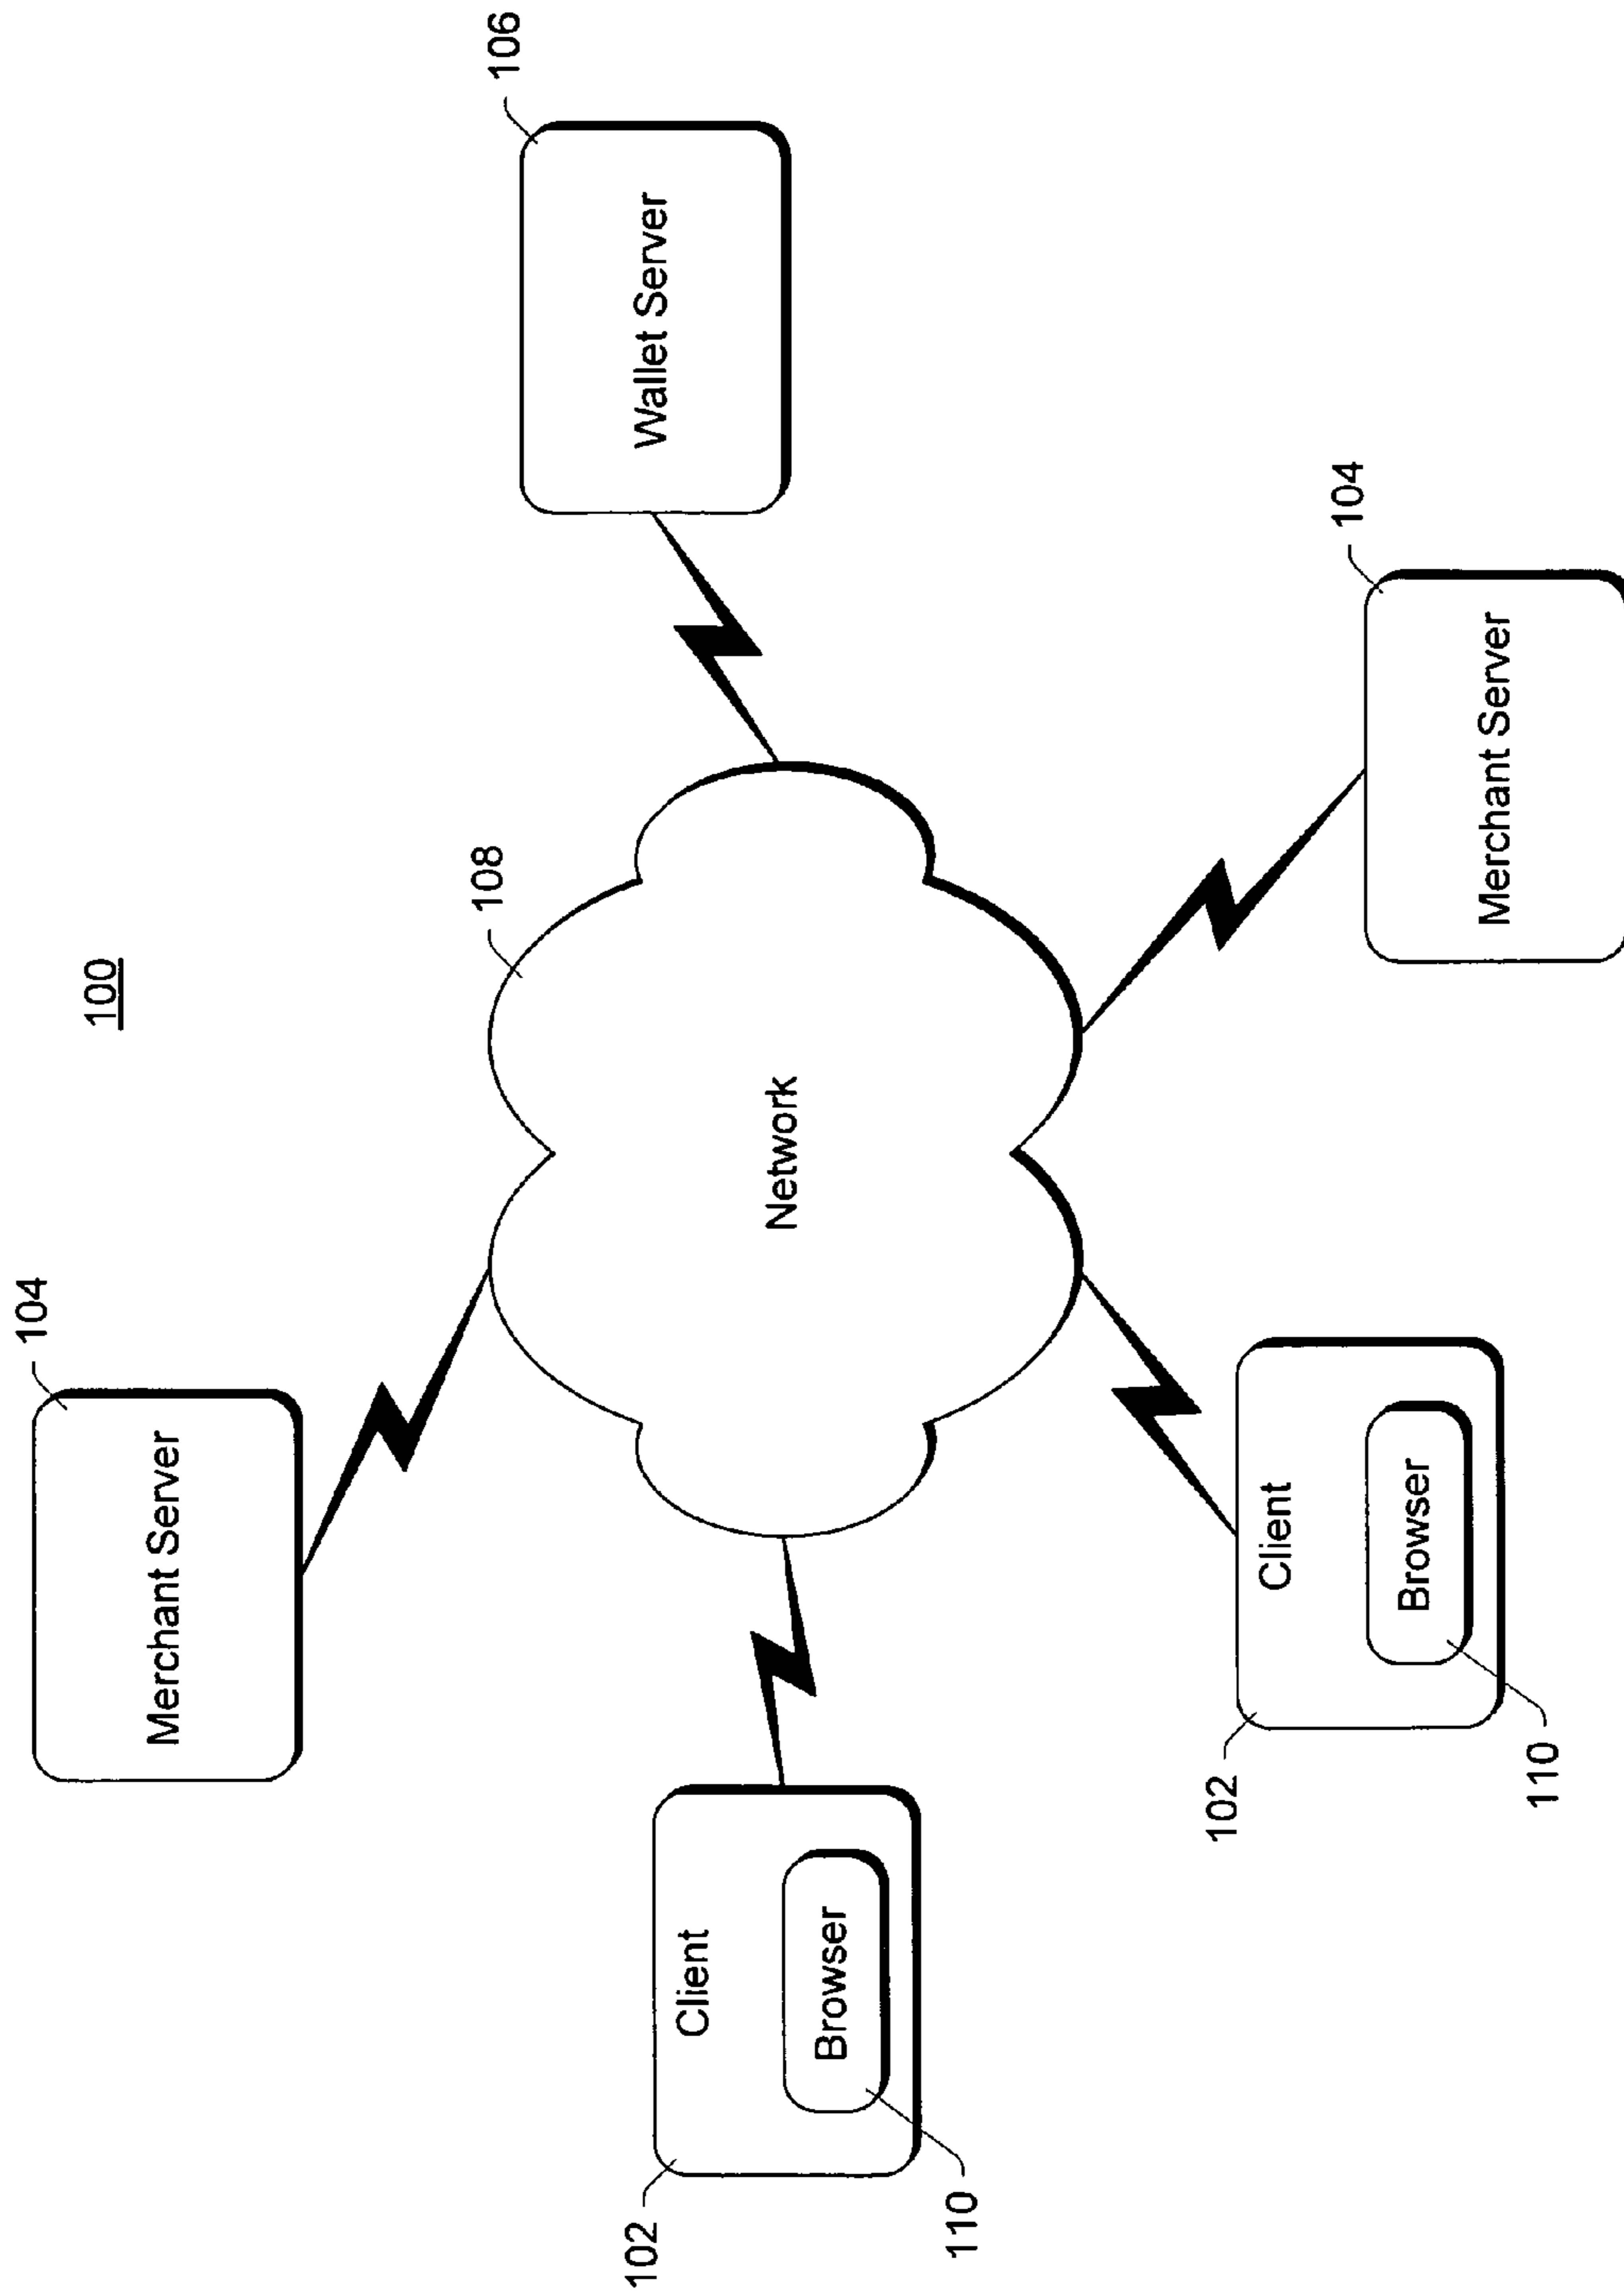 100
104
Merchant Server
106
Wallet Server
108
Network
102
Client
Browser
110
102
Client
Browser
110
104
Merchant Server